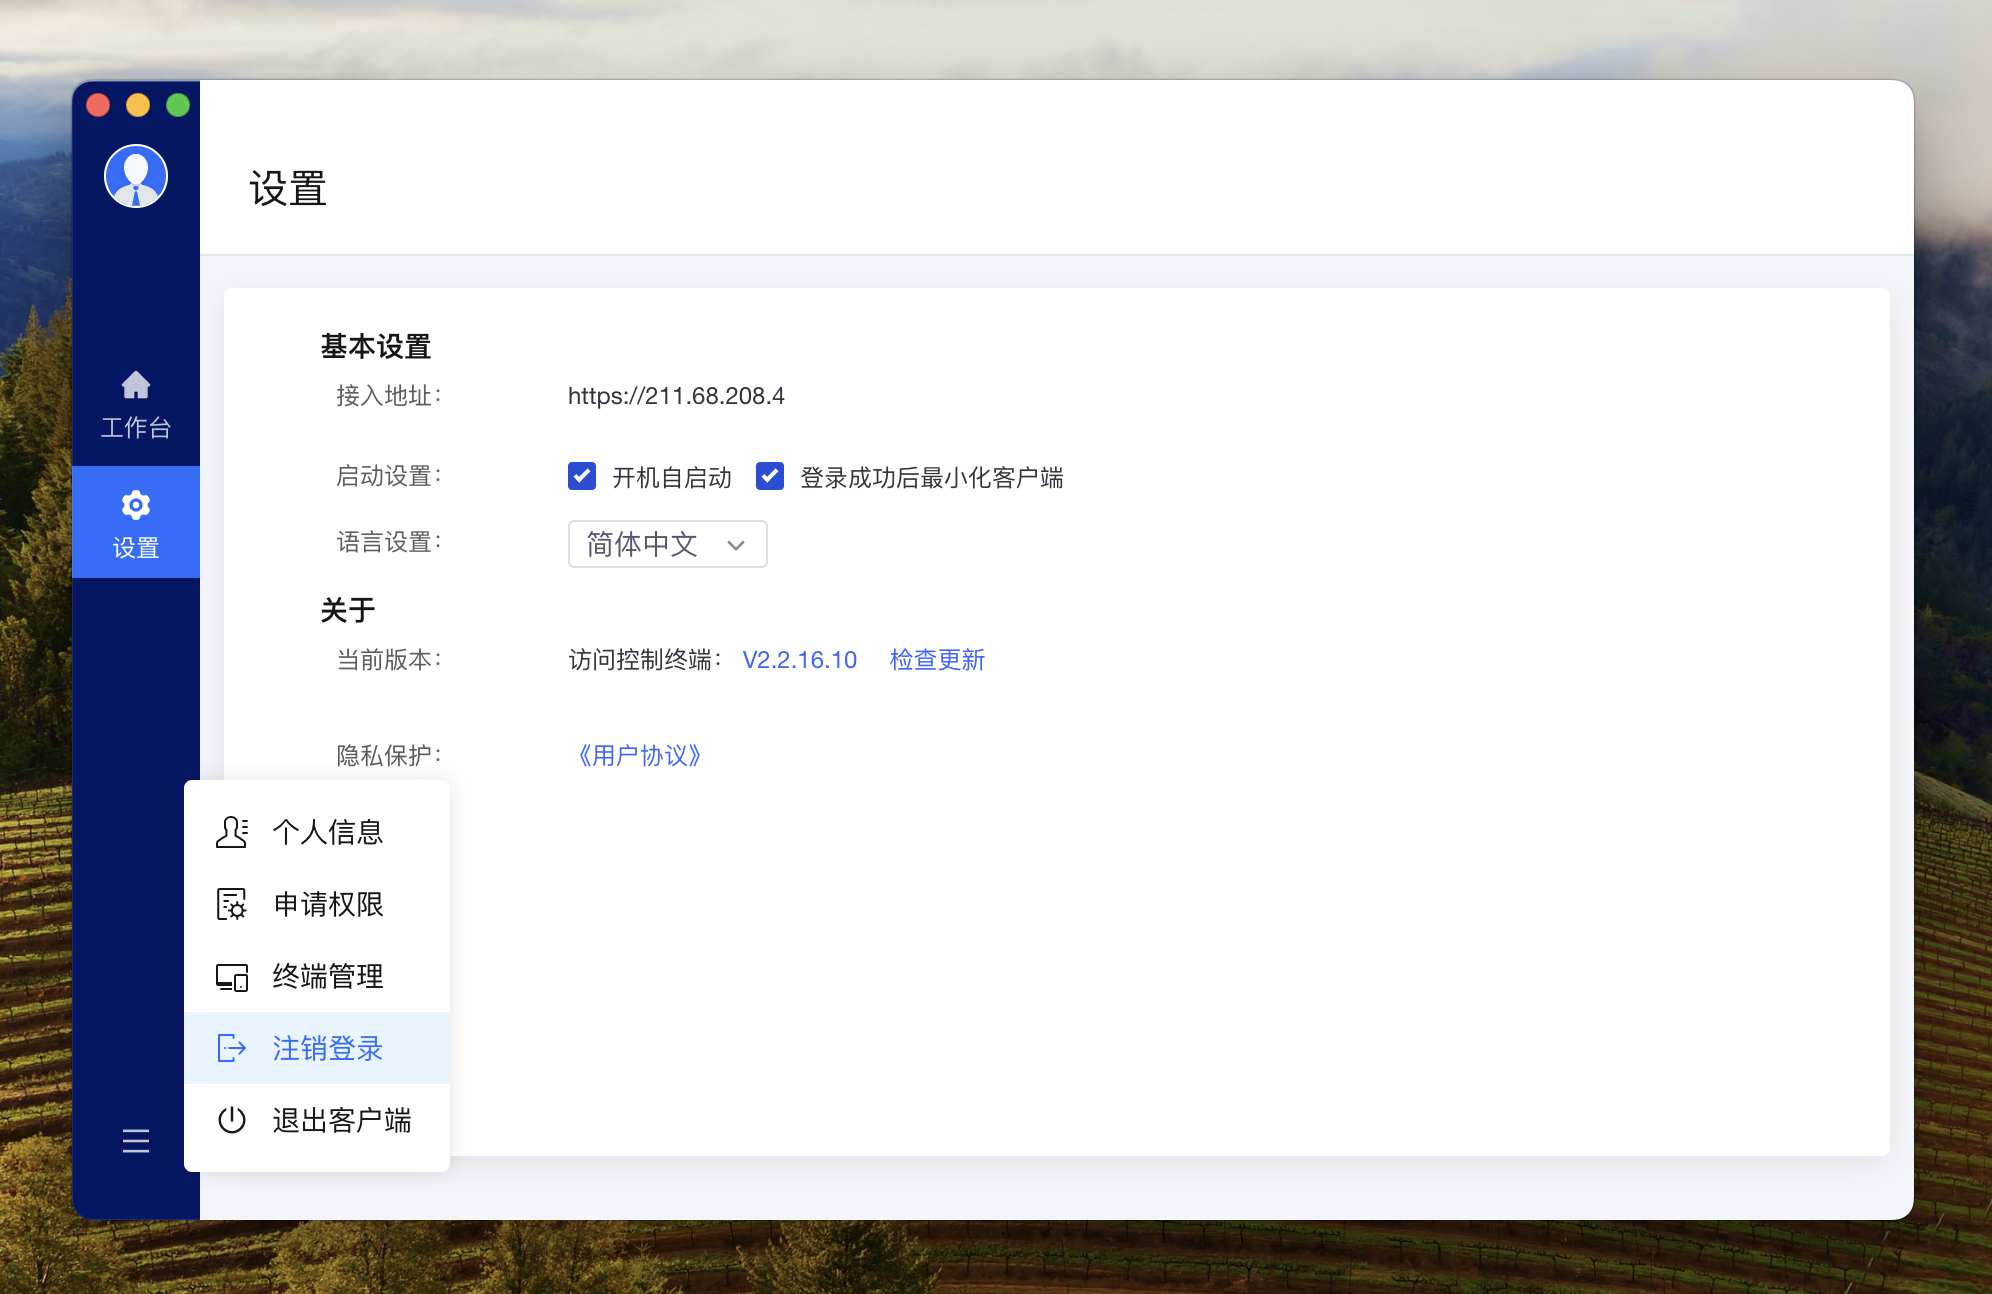 设置
工作台
设置
基本设置
接入地址： https://211.68.208.4
启动设置： 开机自启动 登录成功后最小化客户端
语言设置： 简体中文
关于
当前版本： 访问控制终端： V2.2.16.10 检查更新
隐私保护： 《用户协议》
个人信息
申请权限
终端管理
注销登录
退出客户端